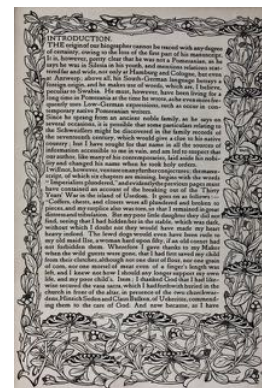 INTRODUCTION.
THE original of our biographer cannot be traced with any degree
of certainty, owing to the loss of the first part of his manuscript.
It is, however, pretty clear that he was not a Pomeranian, as he
says he was in Silesia in his youth, and mentions relations scat-
tered far and wide, not only at Hamburg and Cologne, but even
at Antwerp; above all, his South-German language betrays a
foreign origin, and he makes use of words, which are, I believe,
peculiar to Swabia. He must, however, have been living for a
long time in Pomerania at the time he wrote, as he even more fre-
quently uses Low-German expressions, such as occur in con-
temporary native Pomeranian writers.
Since he sprang from an ancient noble family, as he says on
several occasions, it is possible that some particulars relating to
the Schweidlers might be discovered in the family records of
the seventeenth century, which would give a clue to his native
country; but I have sought for that name in all the sources of
information accessible to me in vain, and am led to suspect that
our author, like many of his contemporaries, laid aside his nobi-
lity and changed his name when he took holy orders.
I will not, however, venture on any further conjectures; the manu-
script, of which six chapters are missing, begins with the words
"Imperialists plundered," and evidently the previous pages must
have contained an account of the breaking out of the Thirty
Years' War in the island of Usedom. It goes on as follows:—
"Coffers, chests, and closets were all plundered and broken to
pieces, and my surplice also was torn, so that I remained in great
distress and tribulation. But my poor little daughter they did not
find, seeing that I had hidden her in the stable, which was dark,
without which I doubt not they would have made my heart
heavy indeed. The lewd dogs would even have been rude to
my old maid Ilse, a woman hard upon fifty, if an old cornet had
not forbidden them. Wherefore I gave thanks to my Maker
when the wild guests were gone, that I had first saved my child
from their clutches, although not one dust of flour, nor one grain
of corn, nor one morsel of meat even of a finger's length was
left, and I knew not how I should any longer support my own
life, and my poor child's. Item, I thanked God that I had like-
wise secured the vasa sacra, which I had forthwith buried in the
church in front of the altar, in presence of the two churchwar-
dens, Hinrich Seden and Claus Bulken, of Uekeritze, commend-
ing them to the care of God. And now because, as I have